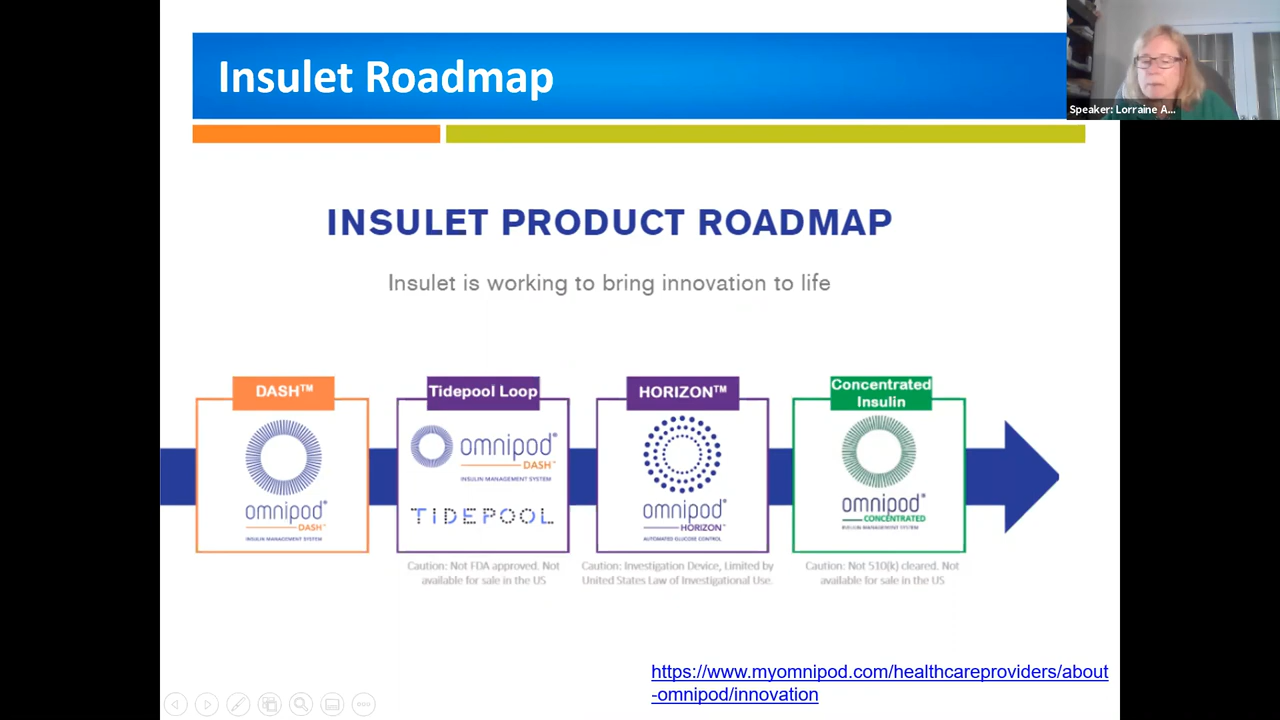 Insulet Roadmap
Speaker: Lorraine A...
INSULET PRODUCT ROADMAP
Insulet is working to bring innovation to life
DASH™
omnipod®
DASH™
INSULIN MANAGEMENT SYSTEM
Tidepool Loop
omnipod®
DASH™
INSULIN MANAGEMENT SYSTEM
TIDEPOOL
Caution: Not FDA approved. Not
available for sale in the US
HORIZON™
omnipod®
HORIZON™
AUTOMATED GLUCOSE CONTROL
Caution: Investigation Device, Limited by
United States Law of Investigational Use.
Concentrated
Insulin
omnipod®
CONCENTRATED
INSULIN MANAGEMENT SYSTEM
Caution: Not 510(k) cleared. Not
available for sale in the US
https://www.myomnipod.com/healthcareproviders/about
-omnipod/innovation